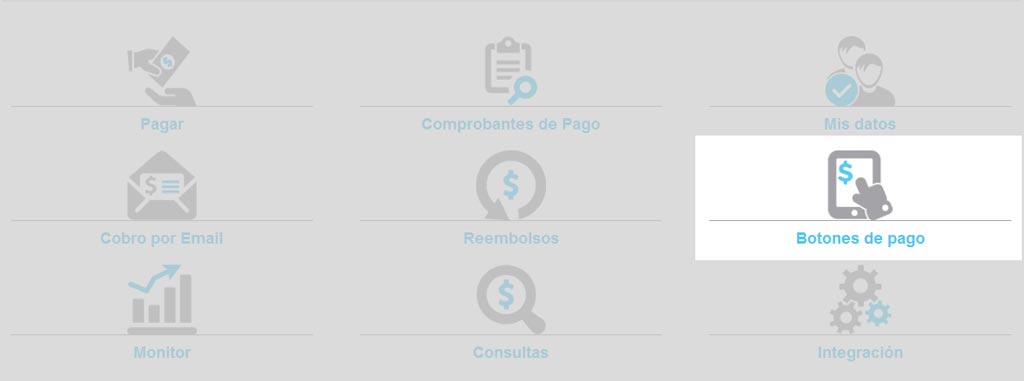 Pagar
Comprobantes de Pago
Mis datos
$
$
$
Cobro por Email
Reembolsos
Botones de pago
$
Monitor
Consultas
Integración